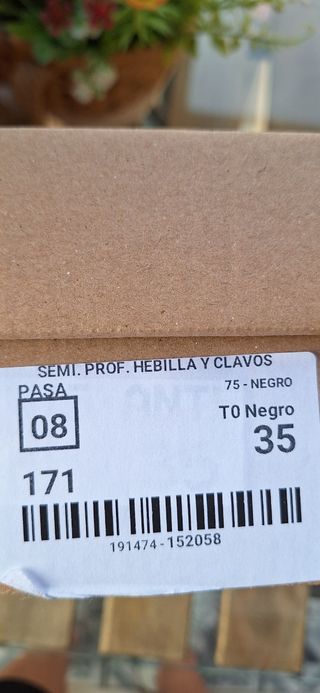 SEMI. PROF. HEBILLA Y CLAVOS
PASA 75 - NEGRO
08 T0 Negro
35
171
191474 - 152058